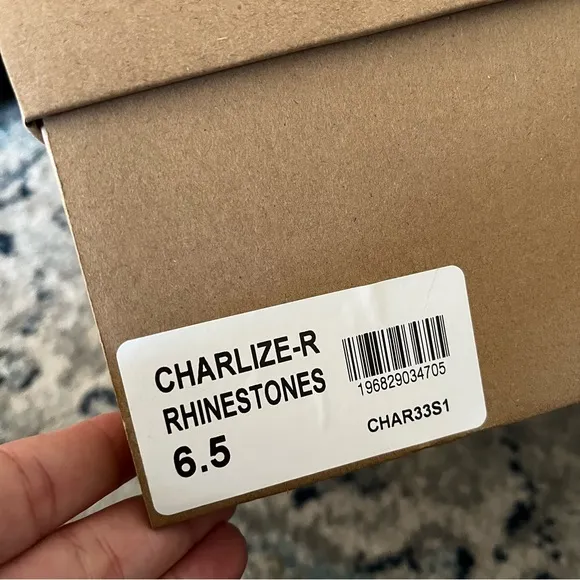 CHARLIZE-R
RHINESTONES
6.5
196829034705
CHAR33S1